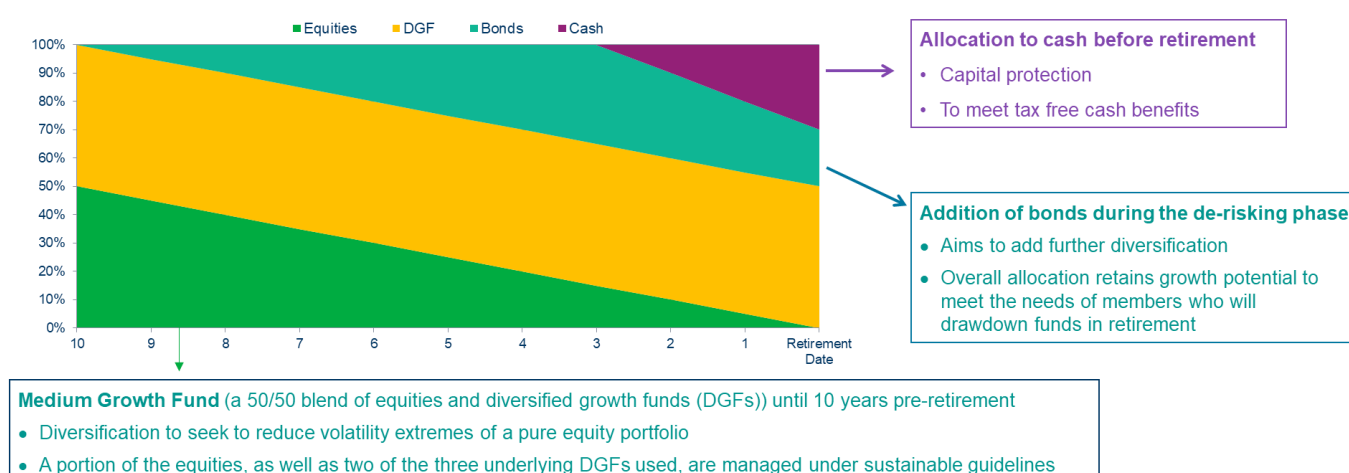 Equities DGF Bonds Cash
100%
90%
80%
70%
60%
50%
40%
30%
20%
10%
0%
10 9 8 7 6 5 4 3 2 1 Retirement
Date
Allocation to cash before retirement
• Capital protection
• To meet tax free cash benefits
Addition of bonds during the de-risking phase
• Aims to add further diversification
• Overall allocation retains growth potential to
meet the needs of members who will
drawdown funds in retirement
Medium Growth Fund (a 50/50 blend of equities and diversified growth funds (DGFs)) until 10 years pre-retirement
• Diversification to seek to reduce volatility extremes of a pure equity portfolio
• A portion of the equities, as well as two of the three underlying DGFs used, are managed under sustainable guidelines